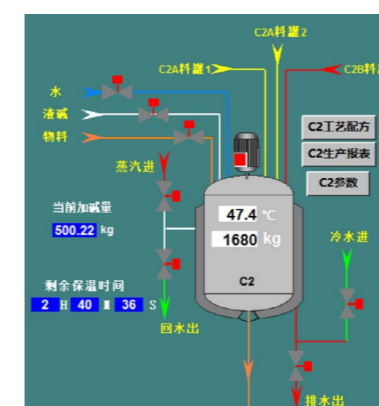 C2A料罐2
C2A料罐1
C2B料
水
液碱
物料
C2工艺配方
C2生产报表
C2参数
蒸汽进
当前加碱量
500.22 kg
47.4 ℃
1680 kg
C2
冷水进
剩余保温时间
2 H 40 M 36 S
回水出
排水出